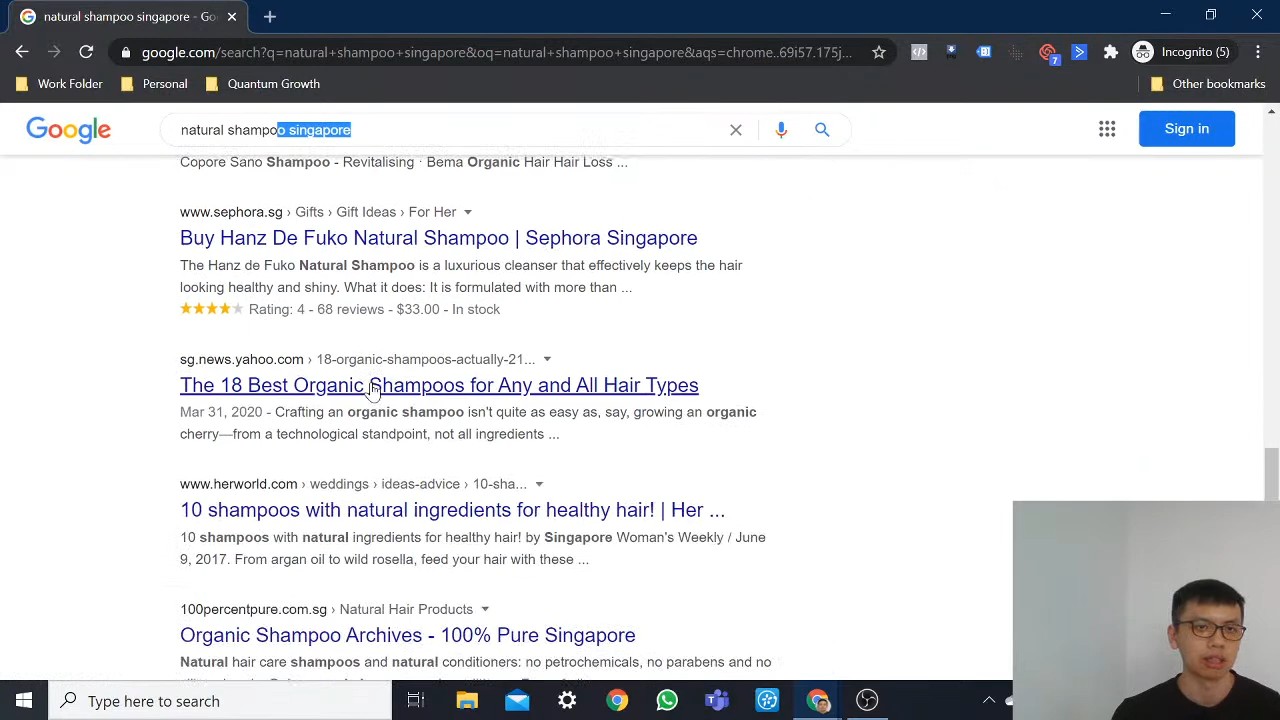 natural shampoo singapore - Go
google.com/search?q=natural+shampoo+singapore&oq=natural+shampoo+singapore&aqs=chrome..69i57.175j...
7
Incognito (5)
Work Folder
Personal
Quantum Growth
Other bookmarks
Google
natural shampoo singapore
Sign in
Copore Sano Shampoo - Revitalising · Bema Organic Hair Hair Loss ...
www.sephora.sg › Gifts › Gift Ideas › For Her
Buy Hanz De Fuko Natural Shampoo | Sephora Singapore
The Hanz de Fuko Natural Shampoo is a luxurious cleanser that effectively keeps the hair
looking healthy and shiny. What it does: It is formulated with more than ...
Rating: 4 - 68 reviews - $33.00 - In stock
sg.news.yahoo.com › 18-organic-shampoos-actually-21...
The 18 Best Organic Shampoos for Any and All Hair Types
Mar 31, 2020 - Crafting an organic shampoo isn't quite as easy as, say, growing an organic
cherry—from a technological standpoint, not all ingredients ...
www.herworld.com › weddings › ideas-advice › 10-sha...
10 shampoos with natural ingredients for healthy hair! | Her ...
10 shampoos with natural ingredients for healthy hair! by Singapore Woman's Weekly / June
9, 2017. From argan oil to wild rosella, feed your hair with these ...
100percentpure.com.sg › Natural Hair Products
Organic Shampoo Archives - 100% Pure Singapore
Natural hair care shampoos and natural conditioners: no petrochemicals, no parabens and no
Type here to search